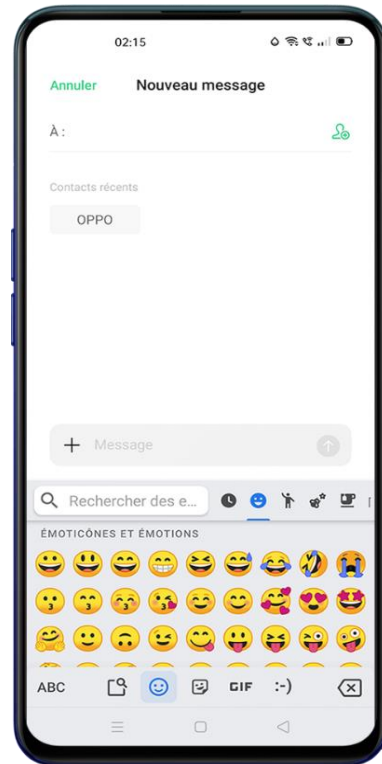 02:15
Annuler Nouveau message
À :
Contacts récents
OPPO
Message
Rechercher des e...
ÉMOTICÔNES ET ÉMOTIONS
ABC GIF :-)